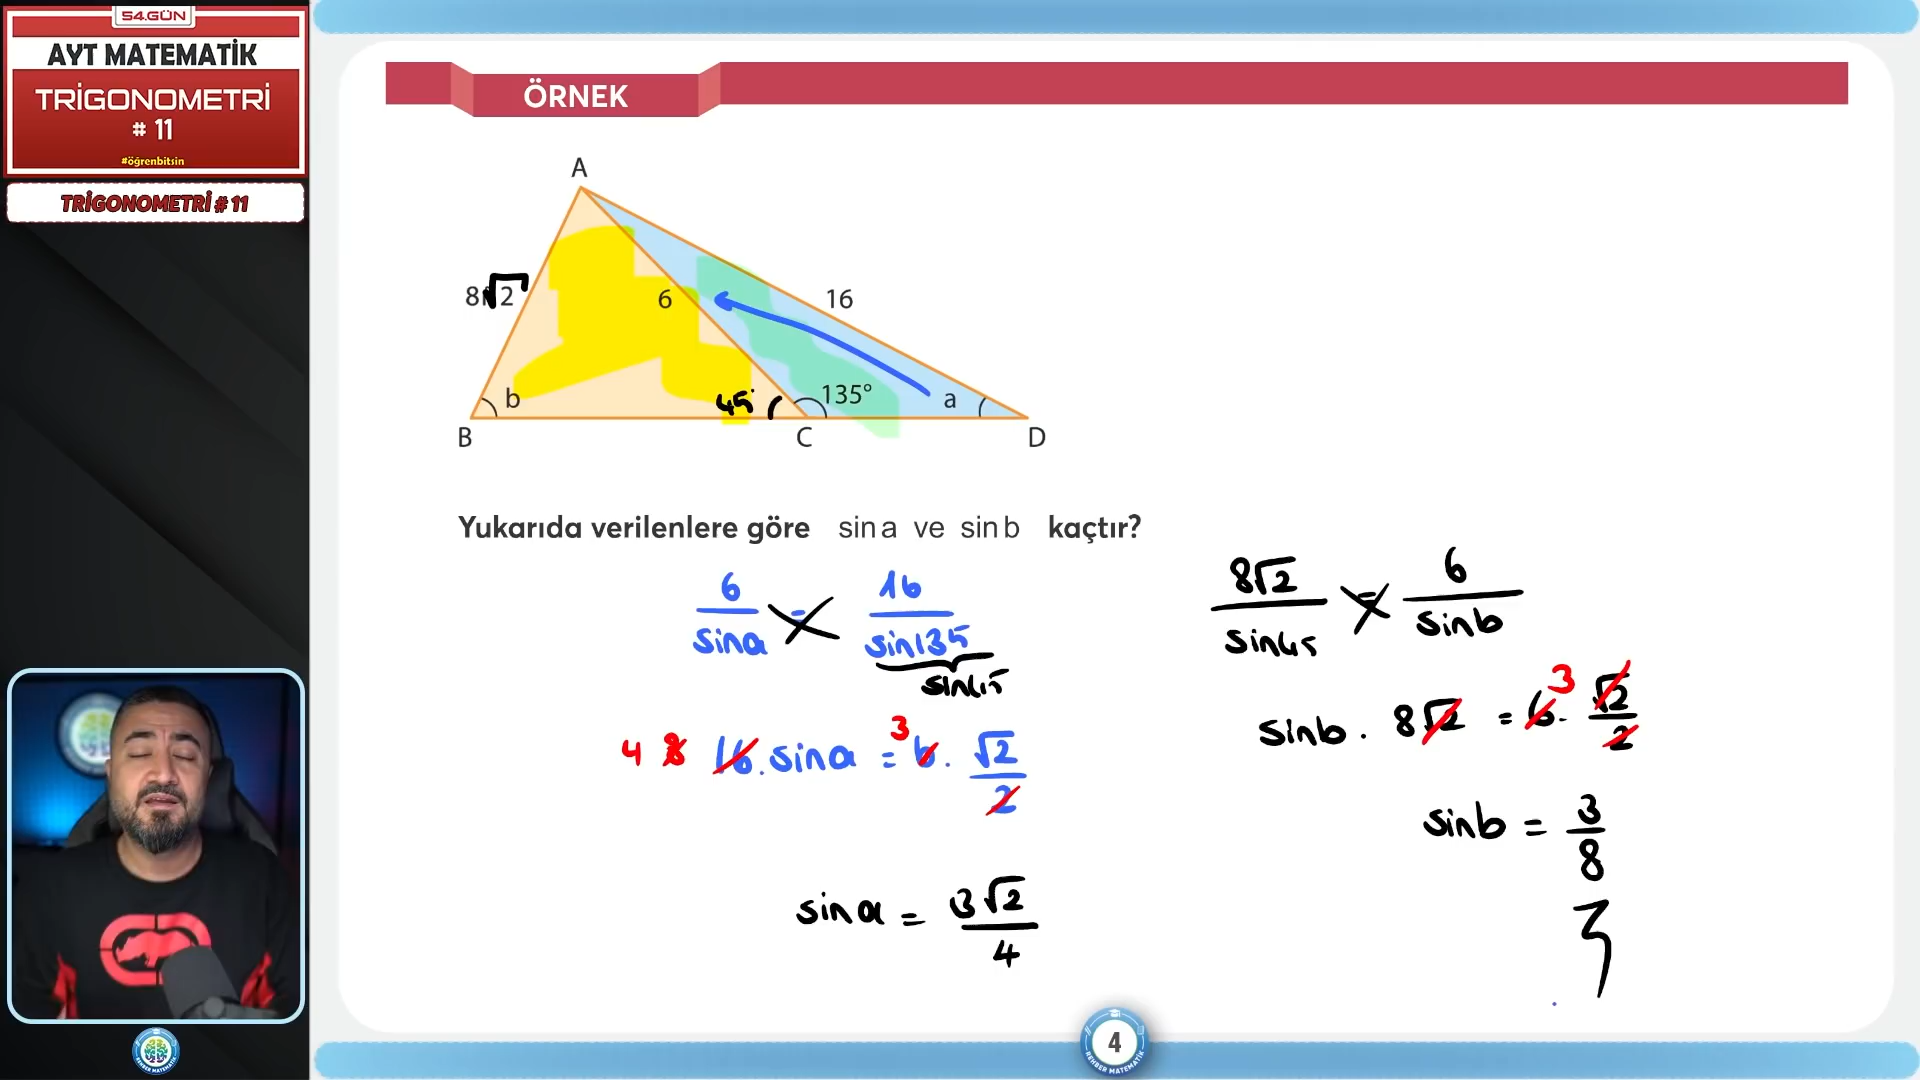 54.GÜN
AYT MATEMATİK
TRİGONOMETRİ
# 11
#öğrenbitsin
TRİGONOMETRİ # 11
ÖRNEK
A
8√2
6
16
b
45°
135°
a
B
C
D
Yukarıda verilenlere göre sin a ve sin b kaçtır?
6/sina = 16/sin135
sin45
4 8 16.sina = 3 6. √2/2
sina = 3√2/4
8√2/sin45 = 6/sinb
sinb. 8√2 = 6 3. √2/2
sinb = 3/8
4
REHBER MATEMATİK